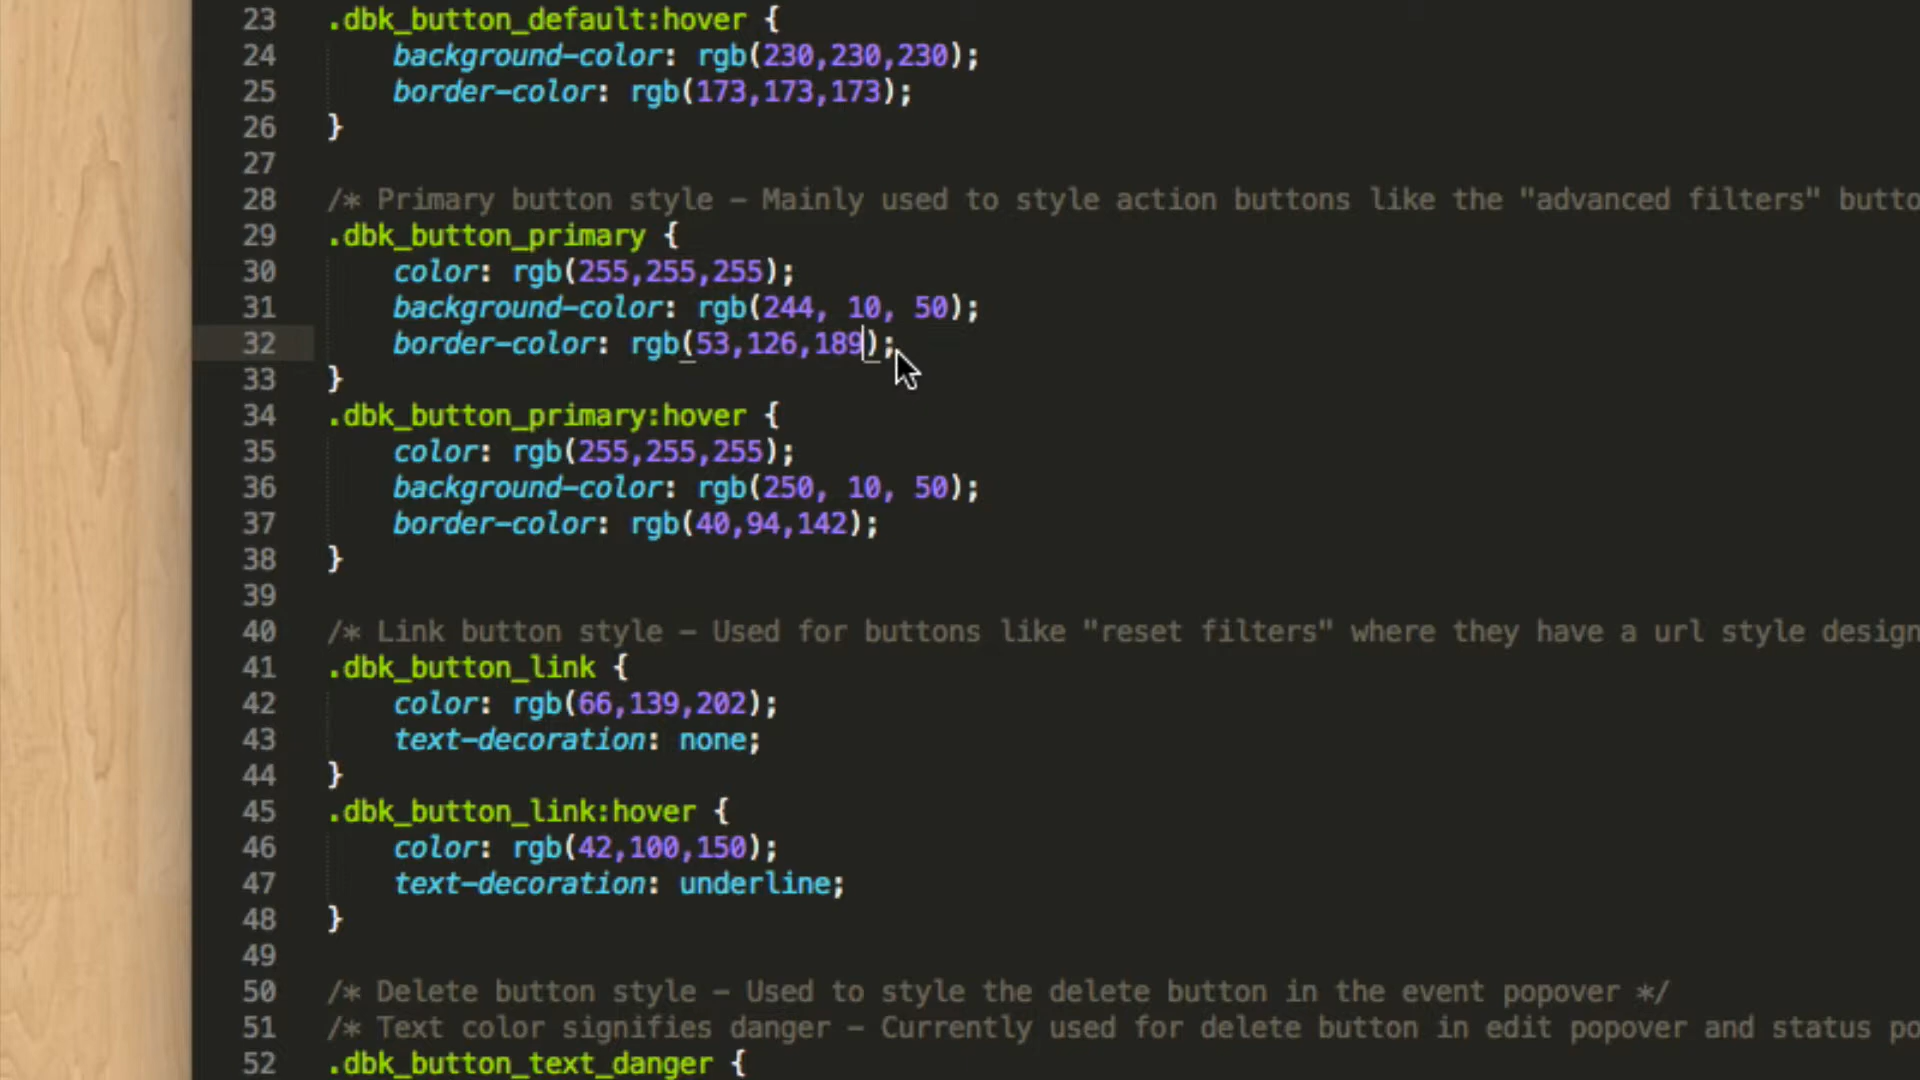 23 .dbk_button_default:hover {
24 background-color: rgb(230,230,230);
25 border-color: rgb(173,173,173);
26 }
27
28 /* Primary button style – Mainly used to style action buttons like the "advanced filters" butto
29 .dbk_button_primary {
30 color: rgb(255,255,255);
31 background-color: rgb(244, 10, 50);
32 border-color: rgb(53,126,189);
33 }
34 .dbk_button_primary:hover {
35 color: rgb(255,255,255);
36 background-color: rgb(250, 10, 50);
37 border-color: rgb(40,94,142);
38 }
39
40 /* Link button style – Used for buttons like "reset filters" where they have a url style design
41 .dbk_button_link {
42 color: rgb(66,139,202);
43 text-decoration: none;
44 }
45 .dbk_button_link:hover {
46 color: rgb(42,100,150);
47 text-decoration: underline;
48 }
49
50 /* Delete button style – Used to style the delete button in the event popover */
51 /* Text color signifies danger – Currently used for delete button in edit popover and status po
52 .dbk_button_text_danger {